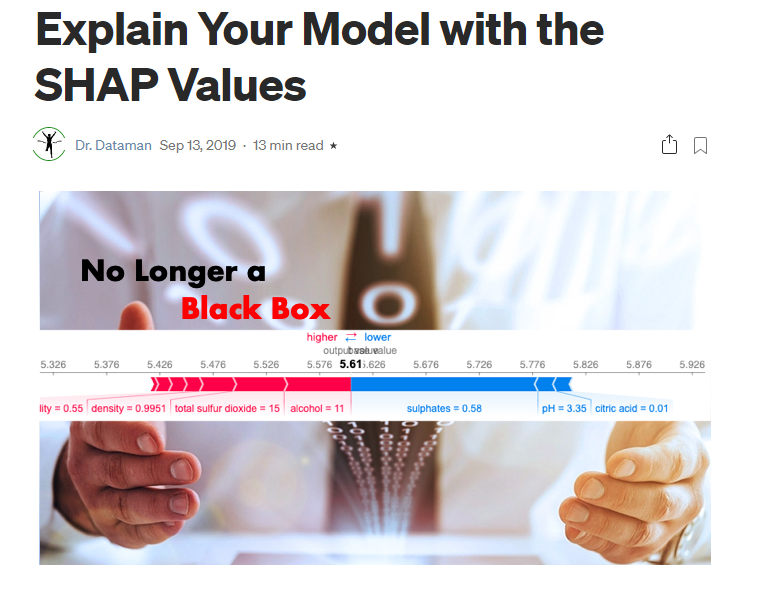 Explain Your Model with the
SHAP Values
Dr. Dataman Sep 13, 2019 · 13 min read ★
No Longer a
Black Box
higher ⇄ lower
output value base value
5.326 5.376 5.426 5.476 5.526 5.576 5.61 5.626 5.676 5.726 5.776 5.826 5.876 5.926
lity = 0.55 density = 0.9951 total sulfur dioxide = 15 alcohol = 11 sulphates = 0.58 pH = 3.35 citric acid = 0.01